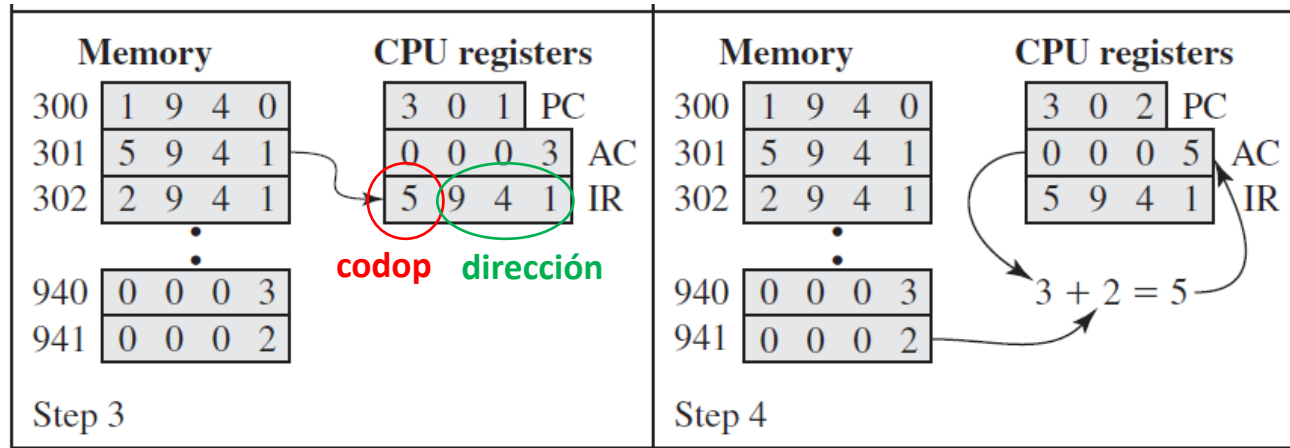 Memory CPU registers
300 1 9 4 0 3 0 1 PC
301 5 9 4 1 0 0 0 3 AC
302 2 9 4 1 5 9 4 1 IR
codop dirección
940 0 0 0 3
941 0 0 0 2
Step 3
Memory CPU registers
300 1 9 4 0 3 0 2 PC
301 5 9 4 1 0 0 0 5 AC
302 2 9 4 1 5 9 4 1 IR
940 0 0 0 3 3 + 2 = 5
941 0 0 0 2
Step 4